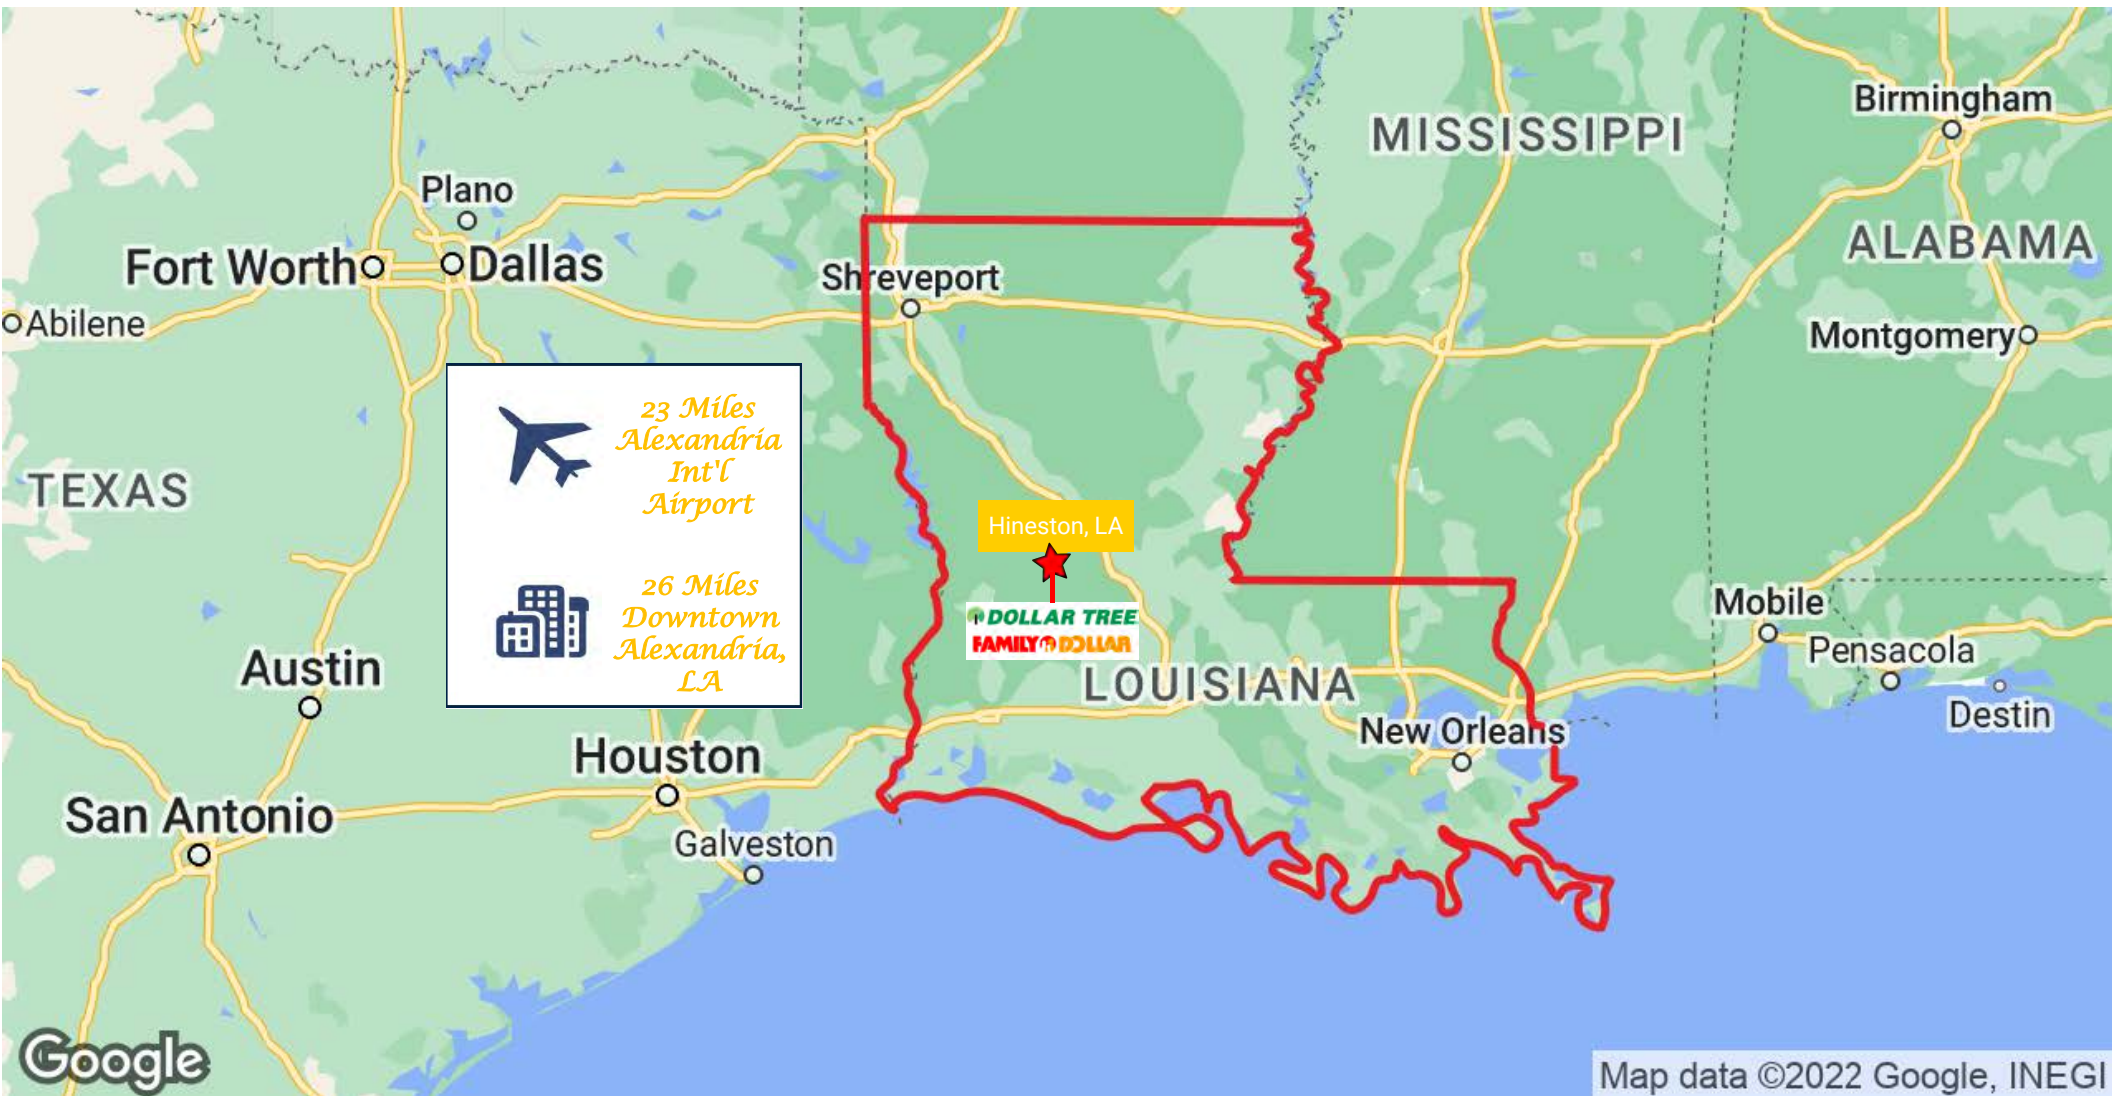 Birmingham
MISSISSIPPI
Plano
ALABAMA
Fort Worth
Dallas
Shreveport
Abilene
Montgomery
23 Miles
Alexandria
Int'l
Airport
TEXAS
Hineston, LA
26 Miles
Downtown
Alexandria,
LA
DOLLAR TREE
FAMILY DOLLAR
Mobile
Pensacola
Austin
LOUISIANA
Destin
New Orleans
Houston
San Antonio
Galveston
Google
Map data ©2022 Google, INEGI